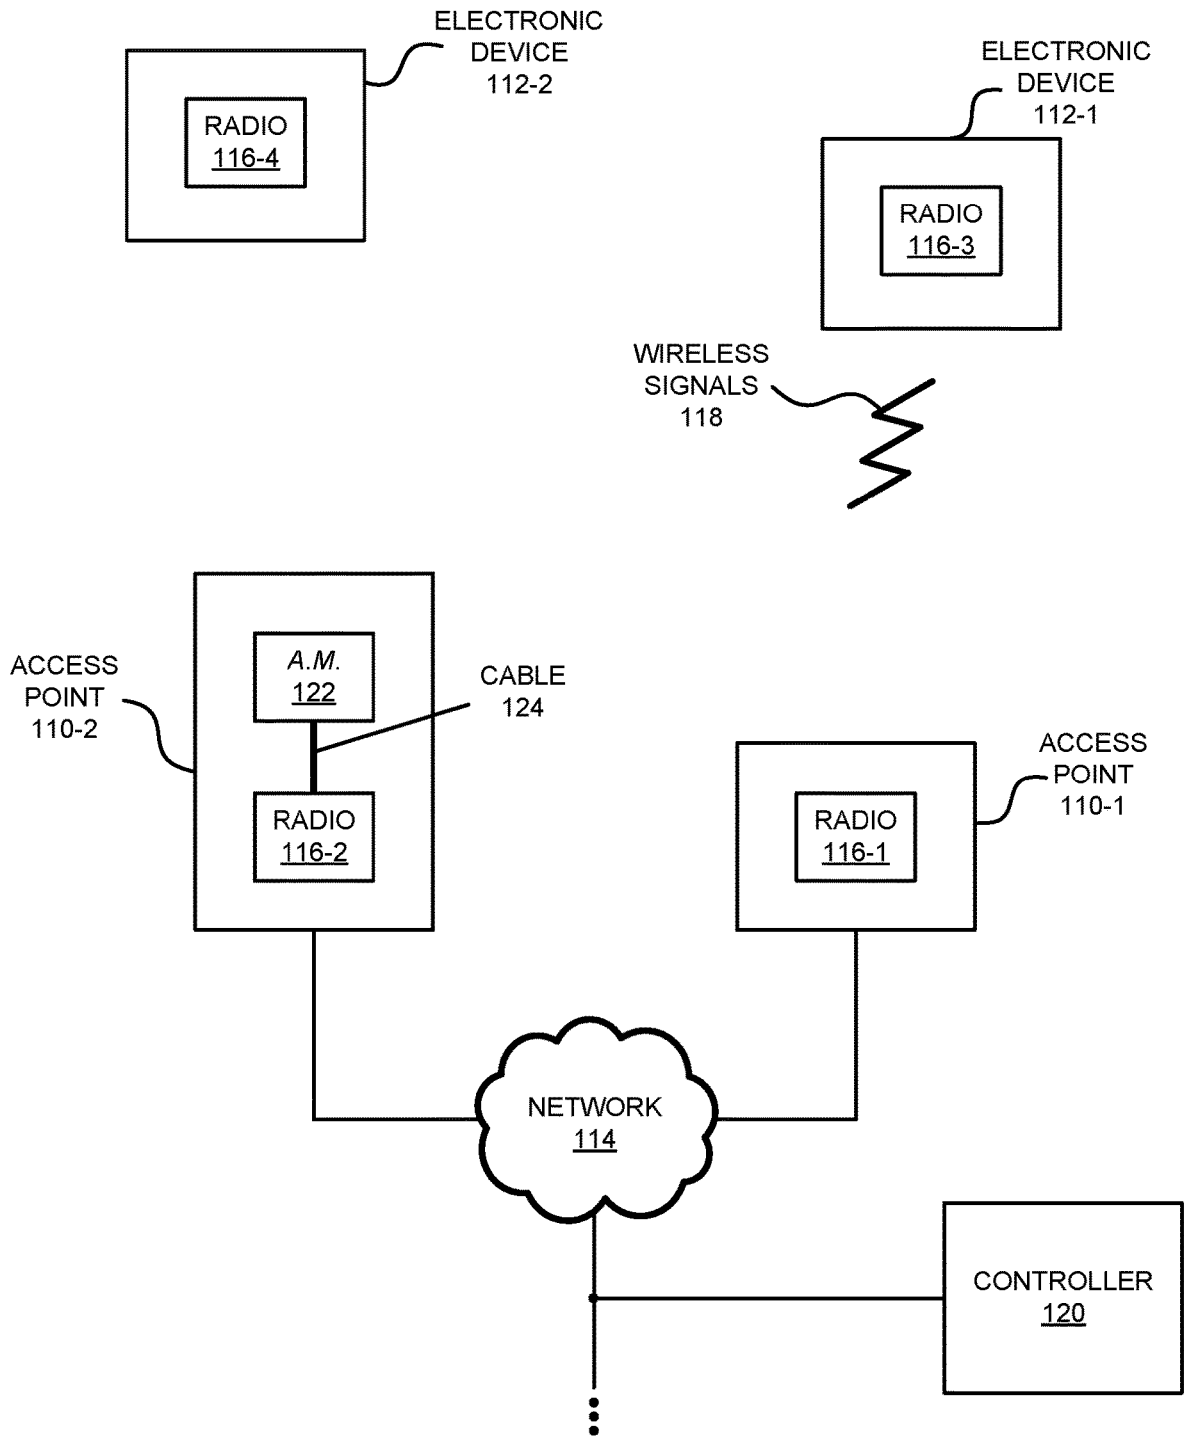 ELECTRONIC
DEVICE
112-2
RADIO
116-4
ELECTRONIC
DEVICE
112-1
RADIO
116-3
WIRELESS
SIGNALS
118
A.M.
122
CABLE
124
ACCESS
POINT
110-2
RADIO
116-2
ACCESS
POINT
110-1
RADIO
116-1
NETWORK
114
CONTROLLER
120